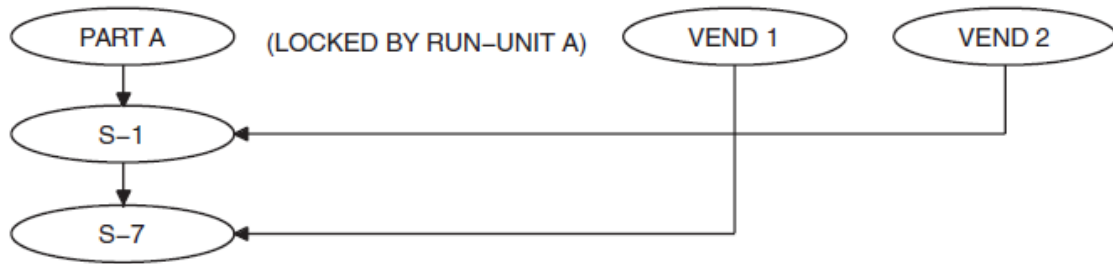 PART A (LOCKED BY RUN–UNIT A) VEND 1 VEND 2
S–1
S–7